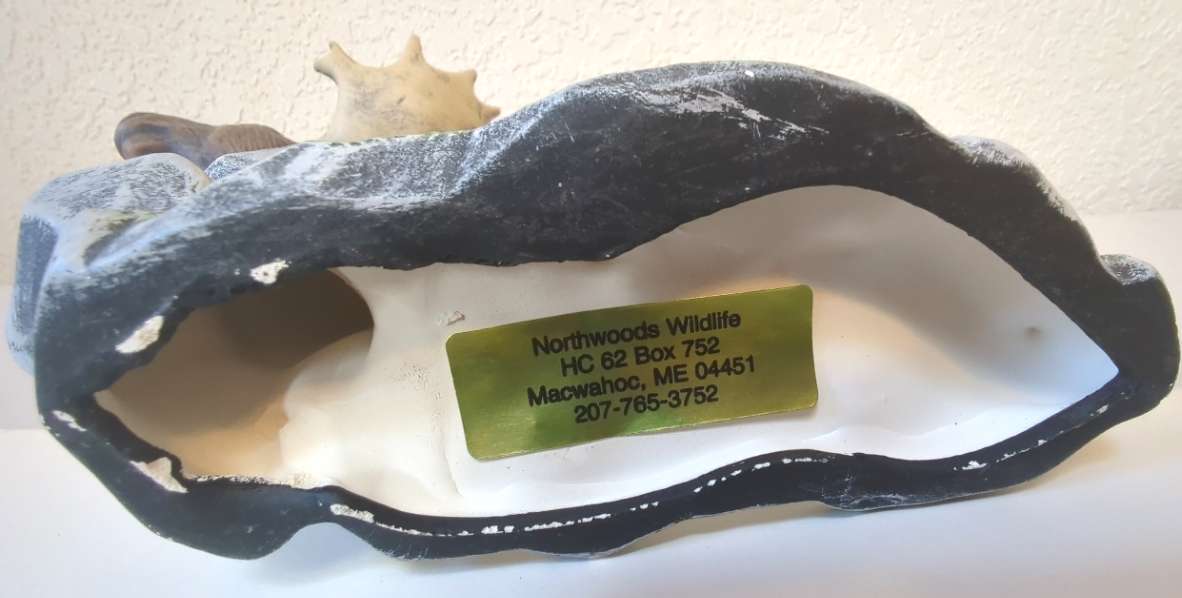 Northwoods Wildlife
HC 62 Box 752
Macwahoc, ME 04451
207-765-3752